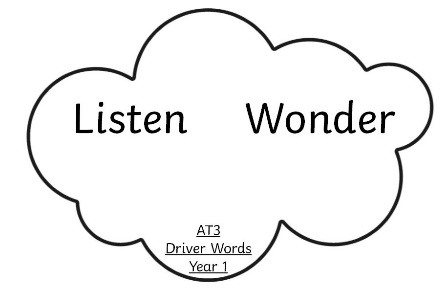 Listen Wonder
AT3
Driver Words
Year 1